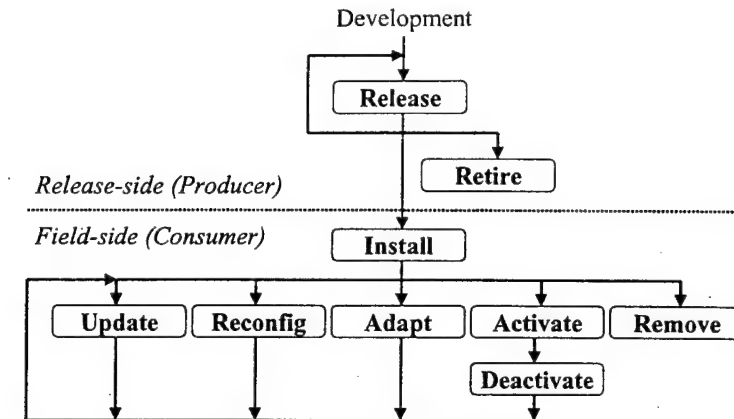 Development
Release
Retire
Release-side (Producer)
Field-side (Consumer)
Install
Update Reconfig Adapt Activate Remove
Deactivate